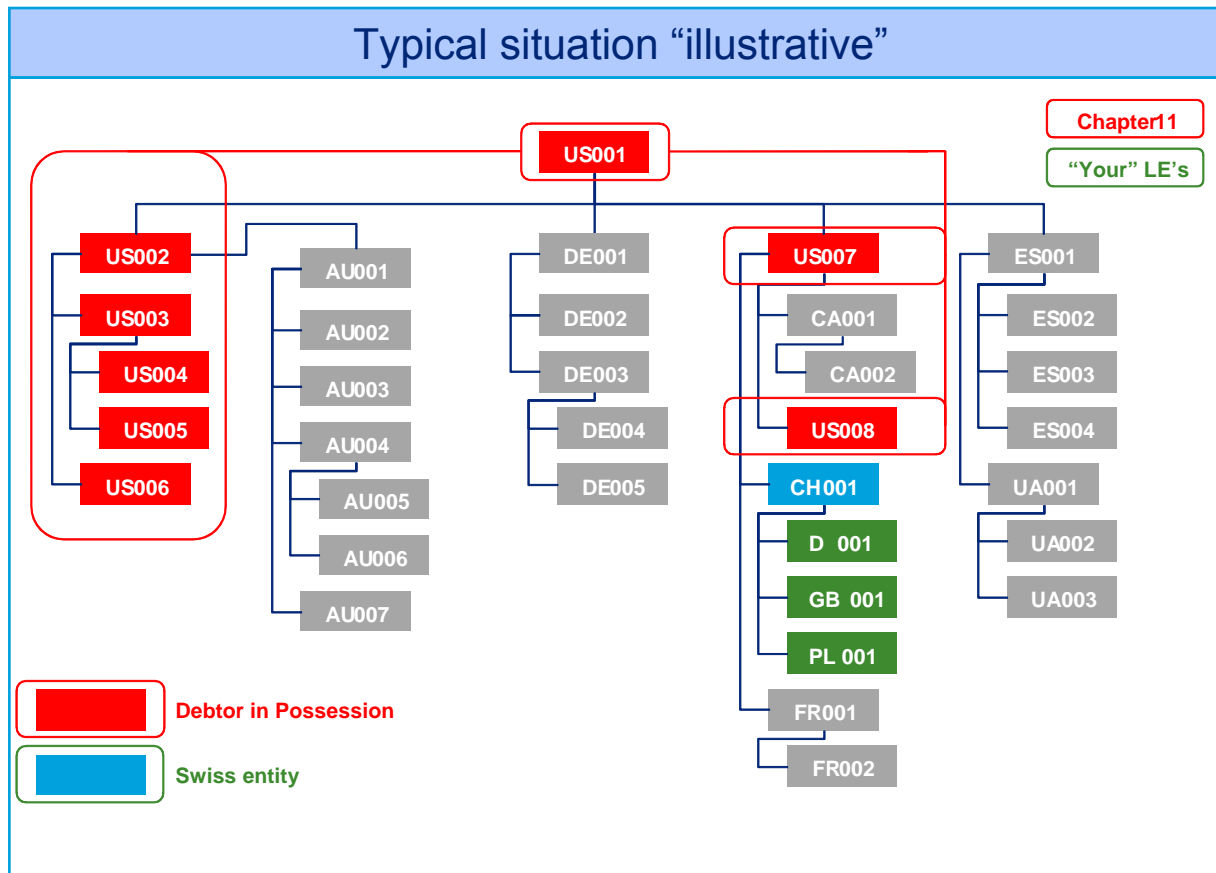 Typical situation “illustrative”
Chapter11
“Your” LE’s
US001
US002
US003
US004
US005
US006
AU001
AU002
AU003
AU004
AU005
AU006
AU007
DE001
DE002
DE003
DE004
DE005
US007
CA001
CA002
US008
CH001
D 001
GB 001
PL 001
FR001
FR002
ES001
ES002
ES003
ES004
UA001
UA002
UA003
Debtor in Possession
Swiss entity